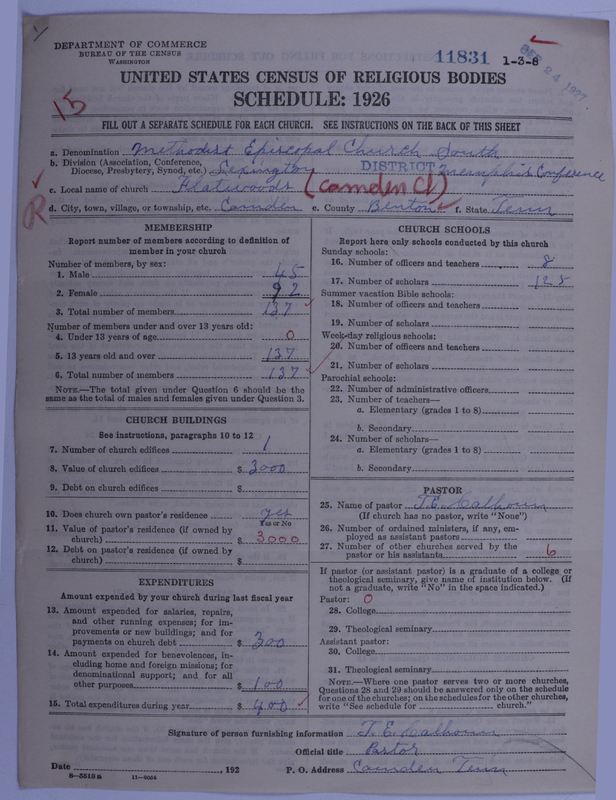 DEPARTMENT OF COMMERCE
BUREAU OF THE CENSUS
WASHINGTON
11831 1-3-8
SEP 24 1927
15
UNITED STATES CENSUS OF RELIGIOUS BODIES
SCHEDULE: 1926
FILL OUT A SEPARATE SCHEDULE FOR EACH CHURCH. SEE INSTRUCTIONS ON THE BACK OF THIS SHEET
a. Denomination Methodist Episcopal Church South
b. Division (Association, Conference, Diocese, Presbytery, Synod, etc.) Lexington DISTRICT Memphis Conference
c. Local name of church Flatwoods (Camden Ct)
R
d. City, town, village, or township, etc. Camden e. County Benton f. State Tenn
MEMBERSHIP
Report number of members according to definition of
member in your church
Number of members, by sex:
1. Male 45
2. Female 92
3. Total number of members 137
Number of members under and over 13 years old:
4. Under 13 years of age 0
5. 13 years old and over 137
6. Total number of members 137
NOTE.—The total given under Question 6 should be the
same as the total of males and females given under Question 3.
CHURCH BUILDINGS
See instructions, paragraphs 10 to 12
7. Number of church edifices 1
8. Value of church edifices $ 3000
9. Debt on church edifices $
10. Does church own pastor's residence yes
Yes or No
11. Value of pastor's residence (if owned by
church) $ 3000
12. Debt on pastor's residence (if owned by
church) $
EXPENDITURES
Amount expended by your church during last fiscal year
13. Amount expended for salaries, repairs,
and other running expenses; for im-
provements or new buildings; and for
payments on church debt $ 300
14. Amount expended for benevolences, in-
cluding home and foreign missions; for
denominational support; and for all
other purposes $ 100
15. Total expenditures during year $ 400
CHURCH SCHOOLS
Report here only schools conducted by this church
Sunday schools:
16. Number of officers and teachers 8
17. Number of scholars 128
Summer vacation Bible schools:
18. Number of officers and teachers
19. Number of scholars
Week-day religious schools:
20. Number of officers and teachers
21. Number of scholars
Parochial schools:
22. Number of administrative officers
23. Number of teachers—
a. Elementary (grades 1 to 8)
b. Secondary
24. Number of scholars—
a. Elementary (grades 1 to 8)
b. Secondary
PASTOR
25. Name of pastor T. E. Calhoun
(If church has no pastor, write "None")
26. Number of ordained ministers, if any, em-
ployed as assistant pastors
27. Number of other churches served by the
pastor or his assistants 6
If pastor (or assistant pastor) is a graduate of a college or
theological seminary, give name of institution below. (If
not a graduate, write "No" in the space indicated.)
Pastor: 0
28. College
29. Theological seminary
Assistant pastor:
30. College
31. Theological seminary
NOTE.—Where one pastor serves two or more churches,
Questions 28 and 29 should be answered only on the schedule
for one of the churches; on the schedules for the other churches,
write "See schedule for church."
Signature of person furnishing information T. E. Calhoun
Official title Pastor
Date , 192 P. O. Address Camden Tenn
8—5518 a 11—9054